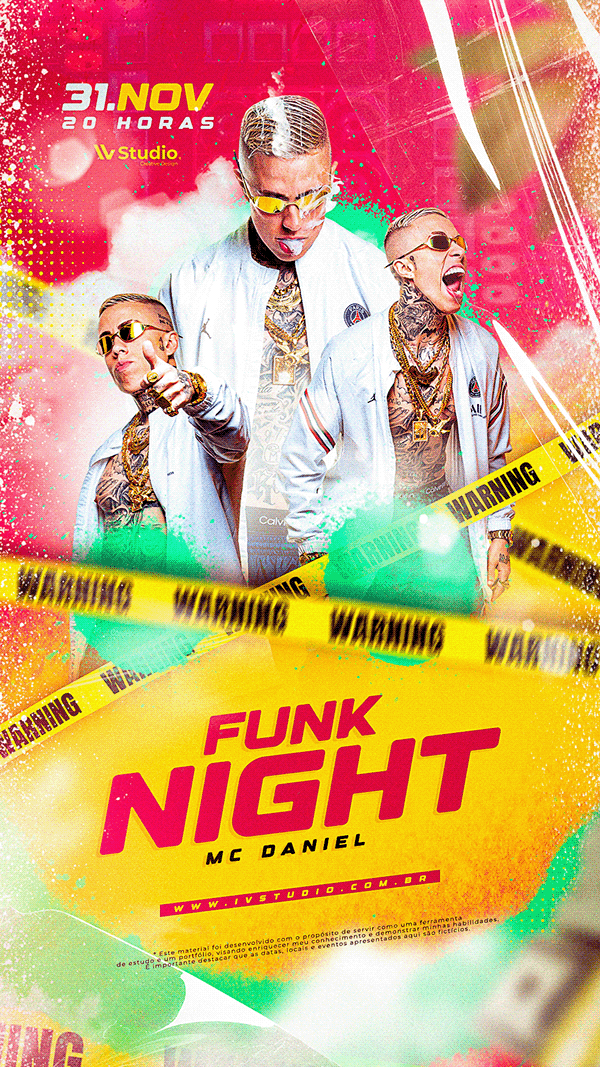 31.NOV
20 HORAS
IV Studio
Creative Design
WARNING
WARNING
WARNING
WARNING WARNING WARNING WARNING
WARNING
WARNING
WARNING
FUNK
NIGHT
MC DANIEL
WWW.IVSTUDIO.COM.BR
* Este material foi desenvolvido com o propósito de servir como uma ferramenta
de estudo e um portfólio, visando enriquecer meu conhecimento e demonstrar minhas habilidades.
É importante destacar que as datas, locais e eventos apresentados aqui são fictícios.